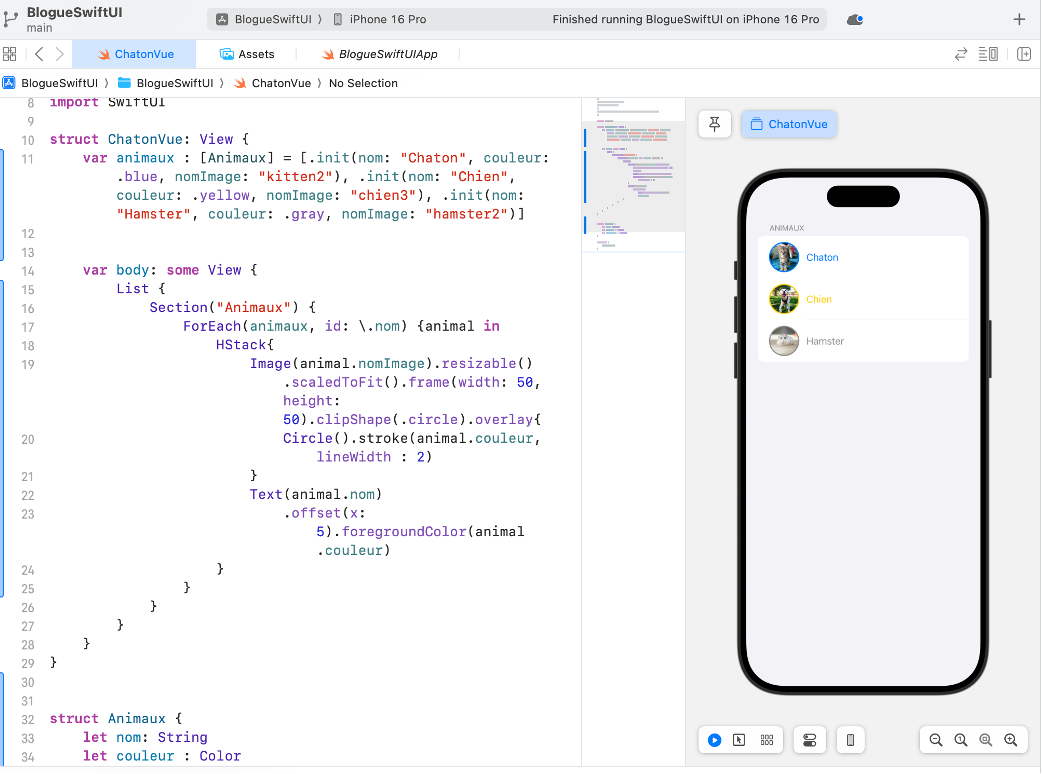 BlogueSwiftUI
main
BlogueSwiftUI 〉 iPhone 16 Pro
Finished running BlogueSwiftUI on iPhone 16 Pro
ChatonVue
Assets
BlogueSwiftUIApp
BlogueSwiftUI 〉 BlogueSwiftUI 〉 ChatonVue 〉 No Selection
8 import SwiftUI
9
10 struct ChatonVue: View {
11 var animaux : [Animaux] = [.init(nom: "Chaton", couleur:
.blue, nomImage: "kitten2"), .init(nom: "Chien",
couleur: .yellow, nomImage: "chien3"), .init(nom:
"Hamster", couleur: .gray, nomImage: "hamster2")]
12
13
14 var body: some View {
15 List {
16 Section("Animaux") {
17 ForEach(animaux, id: \.nom) {animal in
18 HStack{
19 Image(animal.nomImage).resizable()
.scaledToFit().frame(width: 50,
height:
50).clipShape(.circle).overlay{
20 Circle().stroke(animal.couleur,
lineWidth : 2)
21 }
22 Text(animal.nom)
23 .offset(x:
5).foregroundColor(animal
.couleur)
24 }
25 }
26 }
27 }
28 }
29 }
30
31
32 struct Animaux {
33 let nom: String
34 let couleur : Color
ChatonVue
ANIMAUX
Chaton
Chien
Hamster